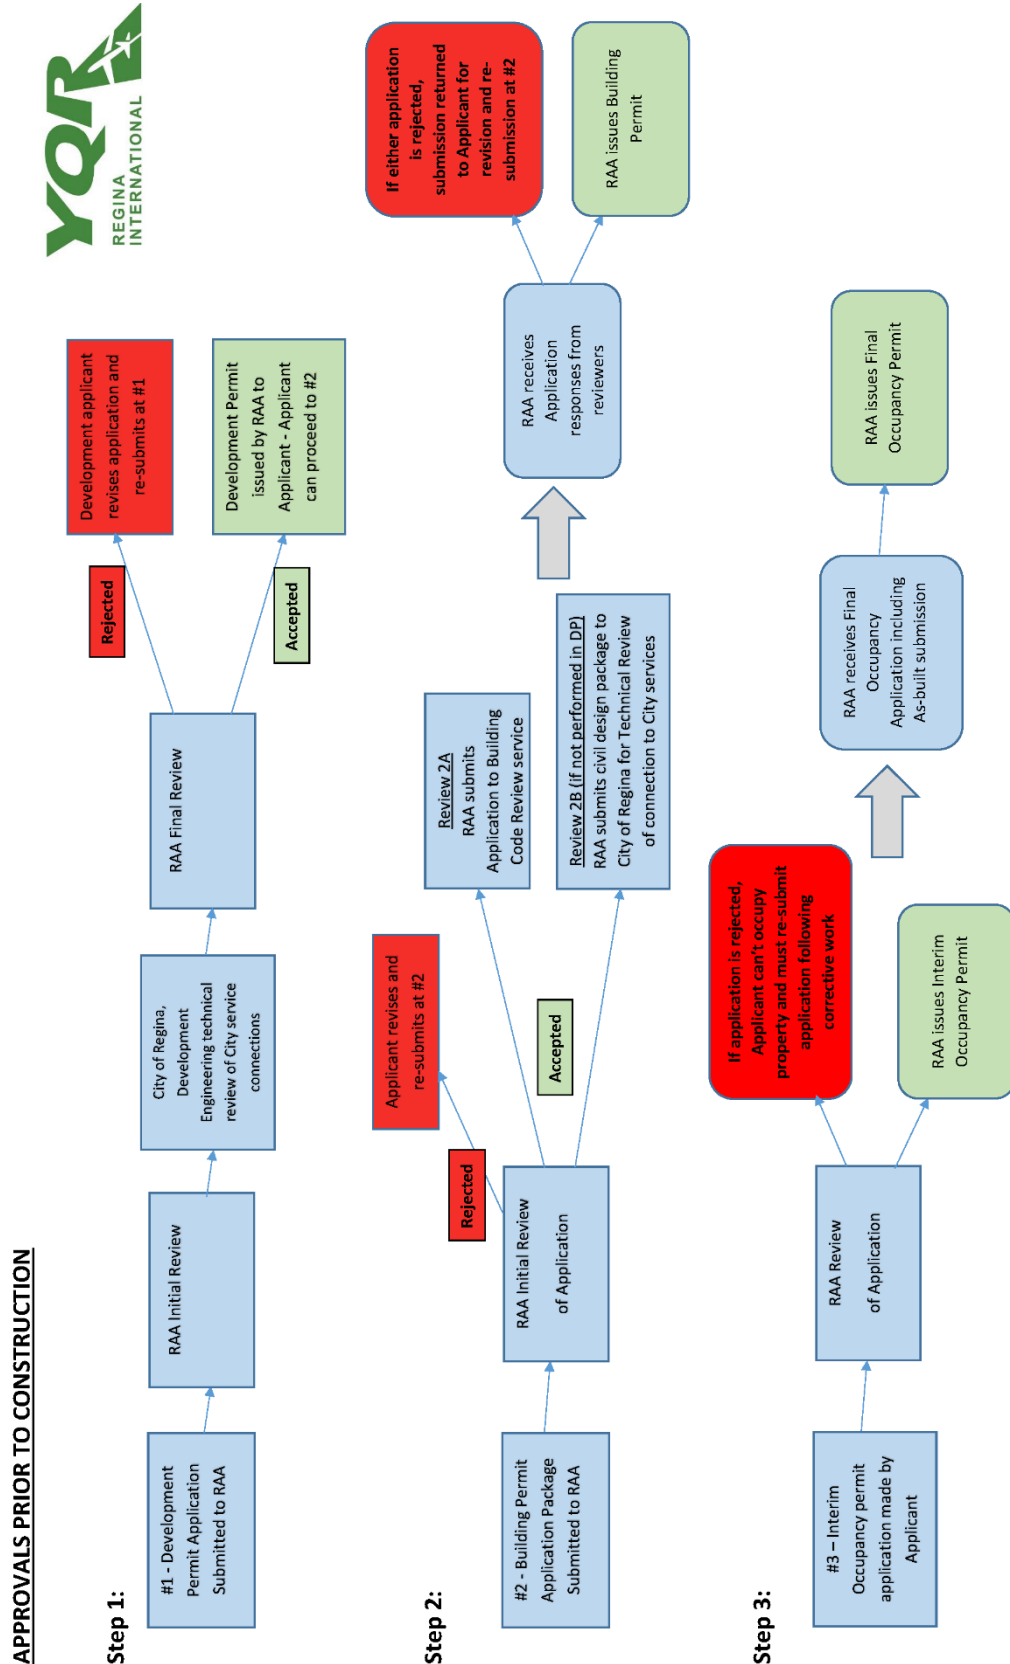 APPROVALS PRIOR TO CONSTRUCTION
YQR
REGINA
INTERNATIONAL
Step 1:
#1 - Development
Permit Application
Submitted to RAA
RAA Initial Review
City of Regina,
Development
Engineering technical
review of City service
connections
RAA Final Review
Rejected
Accepted
Development applicant
revises application and
re-submits at #1
Development Permit
issued by RAA to
Applicant - Applicant
can proceed to #2
Step 2:
#2 - Building Permit
Application Package
Submitted to RAA
RAA Initial Review
of Application
Rejected
Applicant revises and
re-submits at #2
Accepted
Review 2A
RAA submits
Application to Building
Code Review service
Review 2B (if not performed in DP)
RAA submits civil design package to
City of Regina for Technical Review
of connection to City services
RAA receives
Application
responses from
reviewers
If either application
is rejected,
submission returned
to Applicant for
revision and re-
submission at #2
RAA issues Building
Permit
Step 3:
#3 – Interim
Occupancy permit
application made by
Applicant
RAA Review
of Application
If application is rejected,
Applicant can't occupy
property and must re-submit
application following
corrective work
RAA issues Interim
Occupancy Permit
RAA receives Final
Occupancy
Application including
As-built submission
RAA issues Final
Occupancy Permit